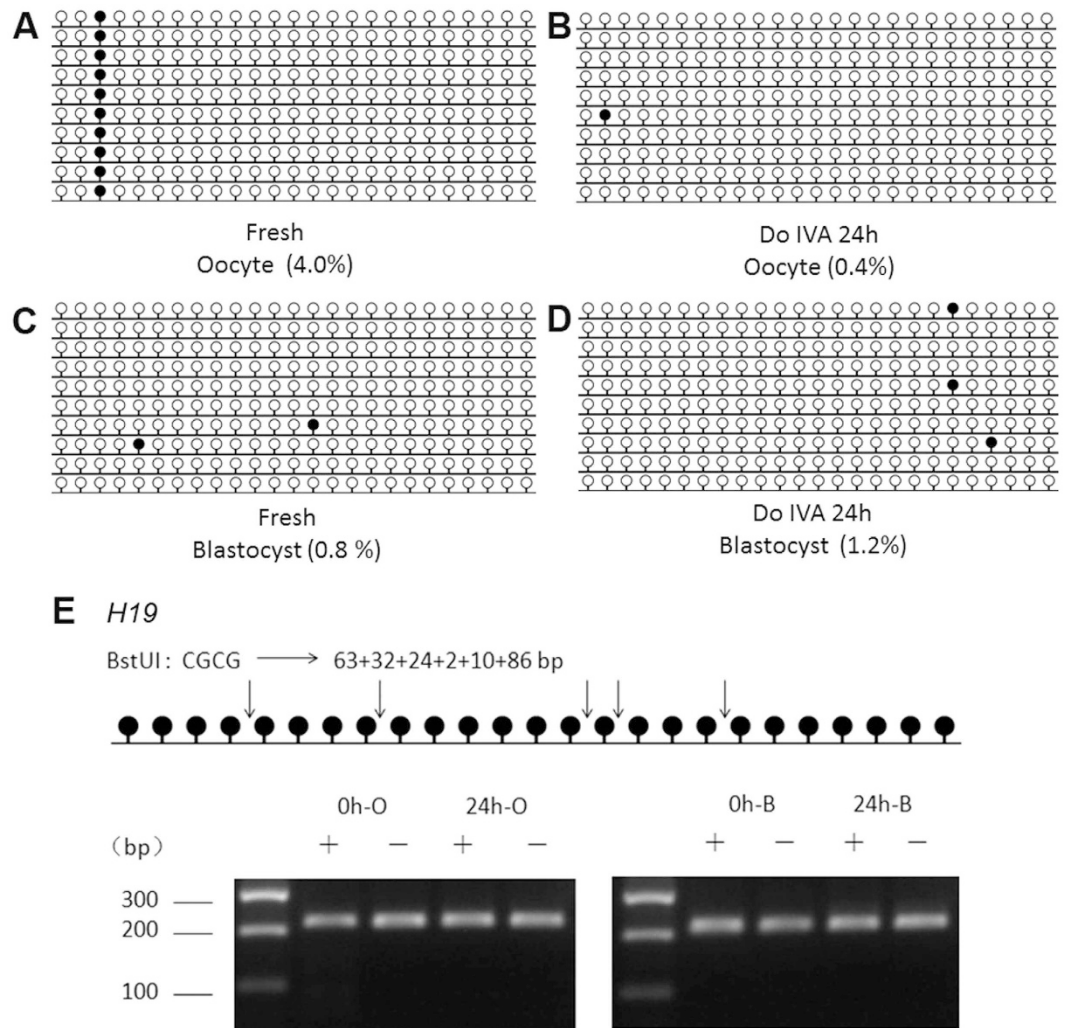 A
B
Fresh
Oocyte (4.0%)
Do IVA 24h
Oocyte (0.4%)
C
D
Fresh
Blastocyst (0.8 %)
Do IVA 24h
Blastocyst (1.2%)
E H19
BstUI: CGCG → 63+32+24+2+10+86 bp
0h-O 24h-O 0h-B 24h-B
(bp) + − + − + − + −
300
200
100